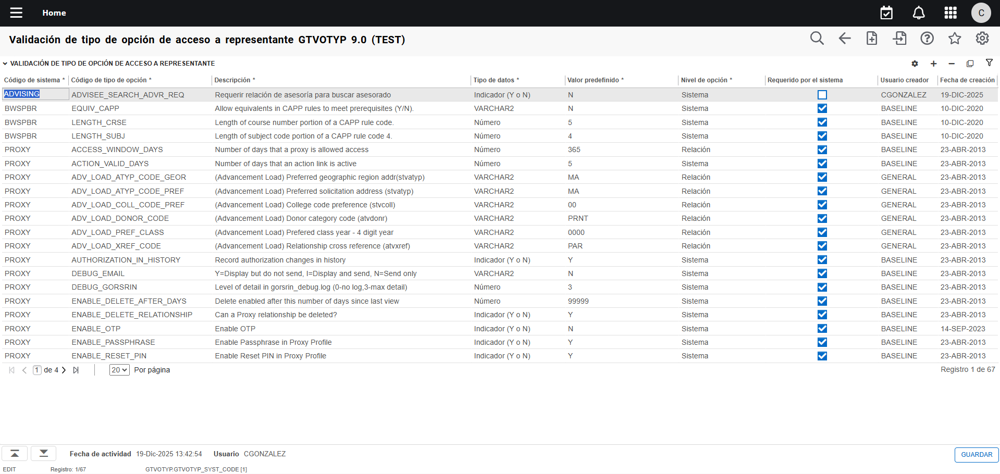 Home
C
Validación de tipo de opción de acceso a representante GTVOTYP 9.0 (TEST)
VALIDACIÓN DE TIPO DE OPCIÓN DE ACCESO A REPRESENTANTE
Código de sistema * Código de tipo de opción * Descripción * Tipo de datos * Valor predefinido * Nivel de opción * Requerido por el sistema Usuario creador Fecha de creación
ADVISING ADVISEE_SEARCH_ADVR_REQ Requerir relación de asesoría para buscar asesorado Indicador (Y o N) N Sistema CGONZALEZ 19-DIC-2025
BWSPBR EQUIV_CAPP Allow equivalents in CAPP rules to meet prerequisites (Y/N). VARCHAR2 N Sistema BASELINE 10-DIC-2020
BWSPBR LENGTH_CRSE Length of course number portion of a CAPP rule code. Número 5 Sistema BASELINE 10-DIC-2020
BWSPBR LENGTH_SUBJ Length of subject code portion of a CAPP rule code 4. Número 4 Sistema BASELINE 10-DIC-2020
PROXY ACCESS_WINDOW_DAYS Number of days that a proxy is allowed access Número 365 Relación BASELINE 23-ABR-2013
PROXY ACTION_VALID_DAYS Number of days that an action link is active Número 5 Sistema BASELINE 23-ABR-2013
PROXY ADV_LOAD_ATYP_CODE_GEOR (Advancement Load) Preferred geographic region addr(stvatyp) VARCHAR2 MA Relación GENERAL 23-ABR-2013
PROXY ADV_LOAD_ATYP_CODE_PREF (Advancement Load) Preferred solicitation address (stvatyp) VARCHAR2 MA Relación GENERAL 23-ABR-2013
PROXY ADV_LOAD_COLL_CODE_PREF (Advancement Load) College code preference (stvcoll) VARCHAR2 00 Relación GENERAL 23-ABR-2013
PROXY ADV_LOAD_DONOR_CODE (Advancement Load) Donor category code (atvdonr) VARCHAR2 PRNT Relación GENERAL 23-ABR-2013
PROXY ADV_LOAD_PREF_CLASS (Advancement Load) Prefered class year - 4 digit year VARCHAR2 0000 Relación GENERAL 23-ABR-2013
PROXY ADV_LOAD_XREF_CODE (Advancement Load) Relationship cross reference (atvxref) VARCHAR2 PAR Relación GENERAL 23-ABR-2013
PROXY AUTHORIZATION_IN_HISTORY Record authorization changes in history Indicador (Y o N) Y Sistema BASELINE 23-ABR-2013
PROXY DEBUG_EMAIL Y=Display but do not send, I=Display and send, N=Send only VARCHAR2 N Sistema BASELINE 23-ABR-2013
PROXY DEBUG_GORSRIN Level of detail in gorsrin_debug.log (0-no log,3-max detail) Número 3 Sistema BASELINE 23-ABR-2013
PROXY ENABLE_DELETE_AFTER_DAYS Delete enabled after this number of days since last view Número 99999 Sistema BASELINE 23-ABR-2013
PROXY ENABLE_DELETE_RELATIONSHIP Can a Proxy relationship be deleted? Indicador (Y o N) Y Sistema BASELINE 23-ABR-2013
PROXY ENABLE_OTP Enable OTP Indicador (Y o N) N Sistema BASELINE 14-SEP-2023
PROXY ENABLE_PASSPHRASE Enable Passphrase in Proxy Profile Indicador (Y o N) Y Sistema BASELINE 23-ABR-2013
PROXY ENABLE_RESET_PIN Enable Reset PIN in Proxy Profile Indicador (Y o N) Y Sistema BASELINE 23-ABR-2013
1 de 4 20 Por página Registro 1 de 67
Fecha de actividad 19-Dic-2025 13:42:54 Usuario CGONZALEZ GUARDAR
EDIT Registro: 1/67 GTVOTYP.GTVOTYP_SYST_CODE [1]